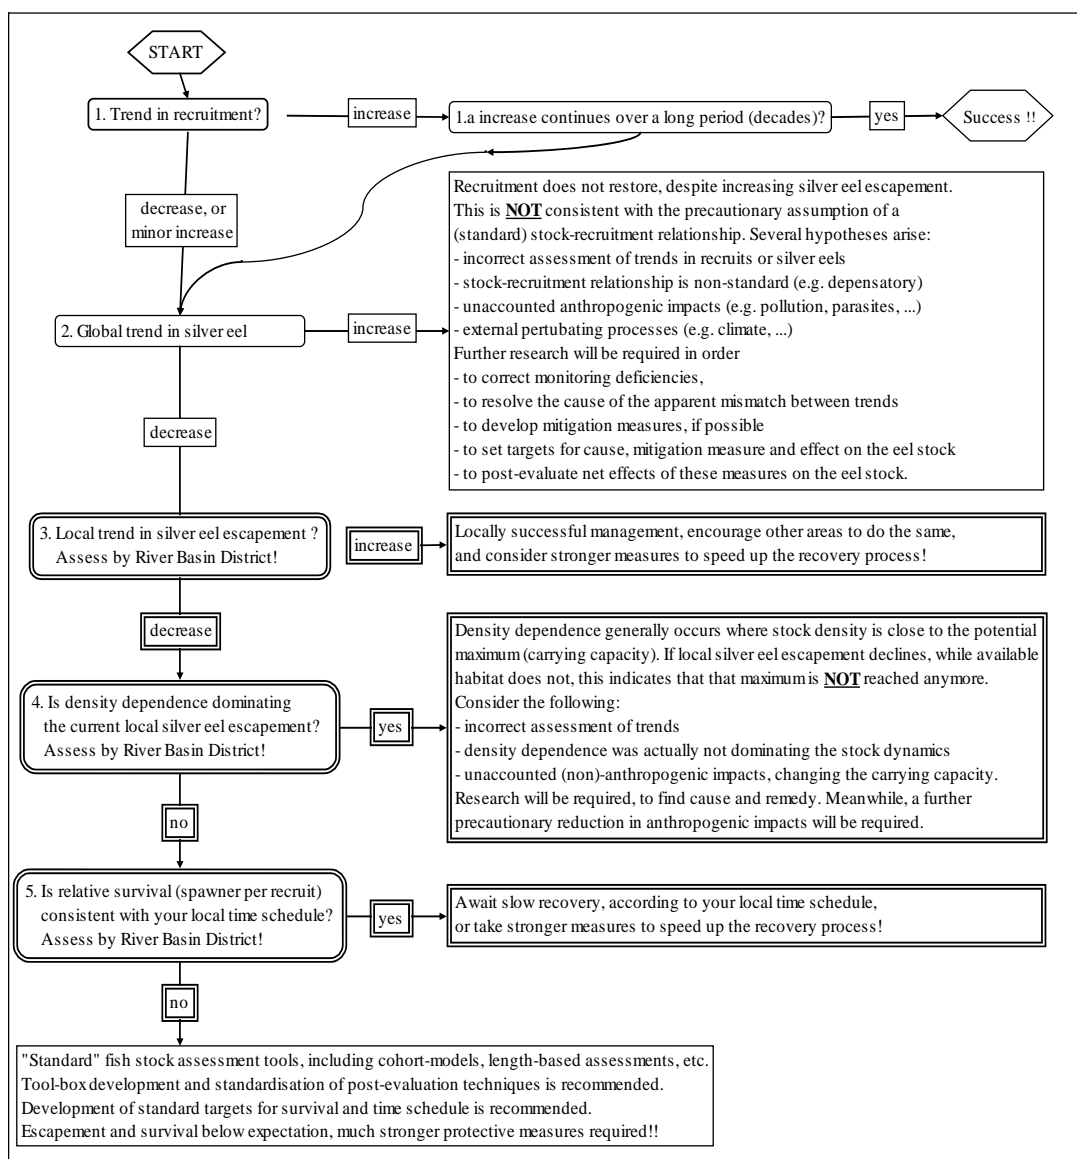 START
1. Trend in recruitment?
increase
1.a increase continues over a long period (decades)?
yes
Success !!
decrease, or
minor increase
2. Global trend in silver eel
increase
Recruitment does not restore, despite increasing silver eel escapement.
This is NOT consistent with the precautionary assumption of a
(standard) stock-recruitment relationship. Several hypotheses arise:
- incorrect assessment of trends in recruits or silver eels
- stock-recruitment relationship is non-standard (e.g. depensatory)
- unaccounted anthropogenic impacts (e.g. pollution, parasites, ...)
- external pertubating processes (e.g. climate, ...)
Further research will be required in order
- to correct monitoring deficiencies,
- to resolve the cause of the apparent mismatch between trends
- to develop mitigation measures, if possible
- to set targets for cause, mitigation measure and effect on the eel stock
- to post-evaluate net effects of these measures on the eel stock.
decrease
3. Local trend in silver eel escapement ?
Assess by River Basin District!
increase
Locally successful management, encourage other areas to do the same,
and consider stronger measures to speed up the recovery process!
decrease
4. Is density dependence dominating
the current local silver eel escapement?
Assess by River Basin District!
yes
Density dependence generally occurs where stock density is close to the potential
maximum (carrying capacity). If local silver eel escapement declines, while available
habitat does not, this indicates that that maximum is NOT reached anymore.
Consider the following:
- incorrect assessment of trends
- density dependence was actually not dominating the stock dynamics
- unaccounted (non)-anthropogenic impacts, changing the carrying capacity.
Research will be required, to find cause and remedy. Meanwhile, a further
precautionary reduction in anthropogenic impacts will be required.
no
5. Is relative survival (spawner per recruit)
consistent with your local time schedule?
Assess by River Basin District!
yes
Await slow recovery, according to your local time schedule,
or take stronger measures to speed up the recovery process!
no
"Standard" fish stock assessment tools, including cohort-models, length-based assessments, etc.
Tool-box development and standardisation of post-evaluation techniques is recommended.
Development of standard targets for survival and time schedule is recommended.
Escapement and survival below expectation, much stronger protective measures required!!